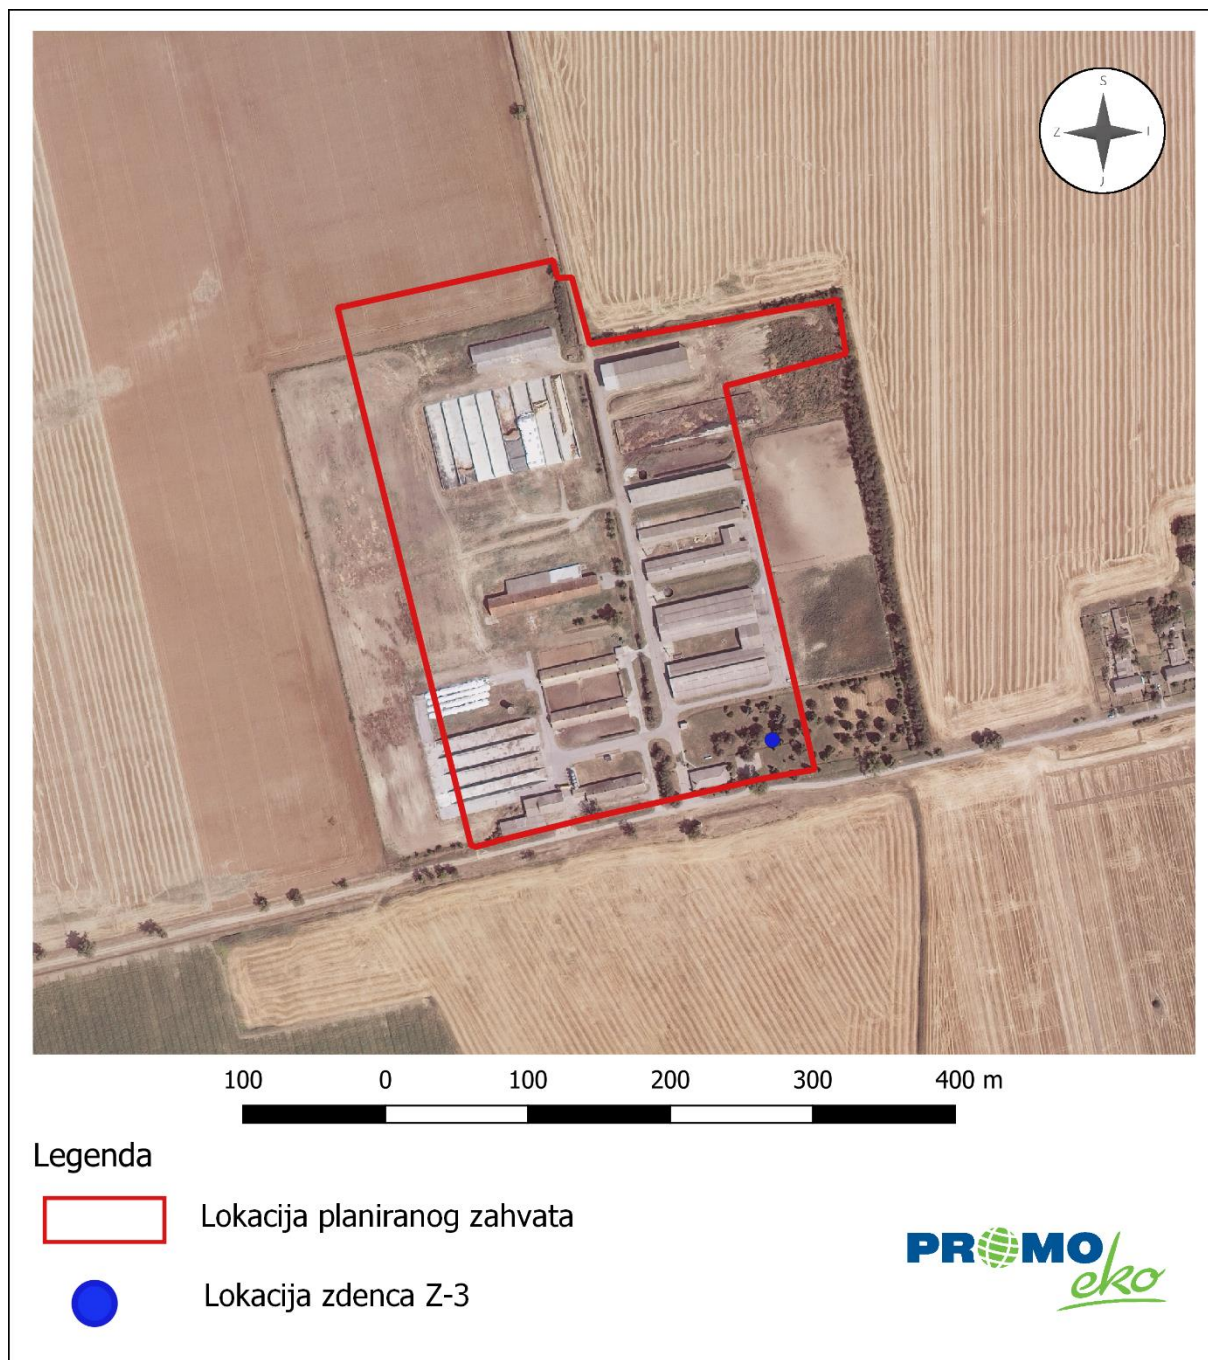 S
Z I
J
100 0 100 200 300 400 m
Legenda
Lokacija planiranog zahvata
Lokacija zdenca Z-3
PROMO
eko